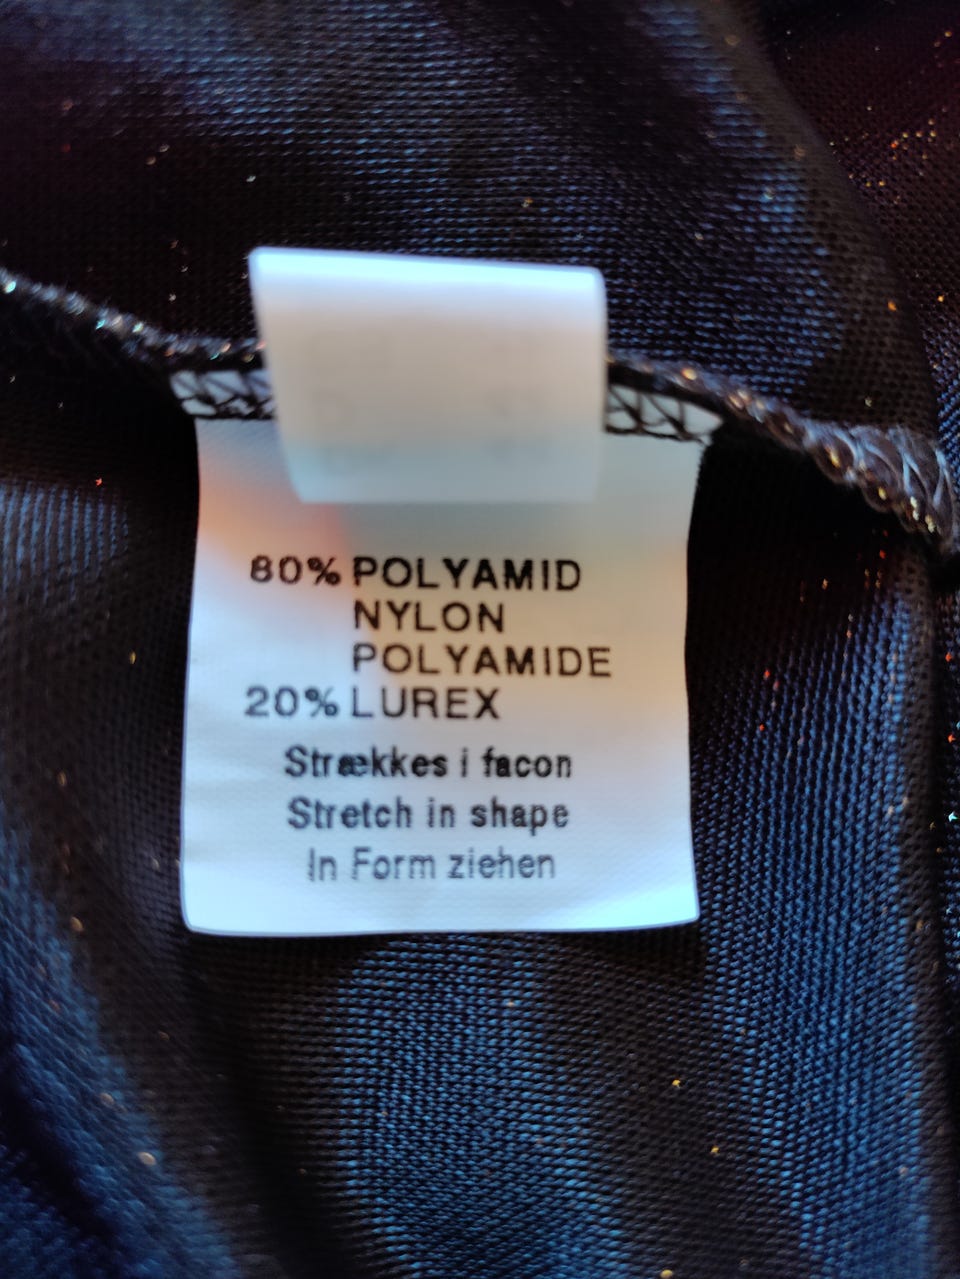 80% POLYAMID
NYLON
POLYAMIDE
20% LUREX
Strækkes i facon
Stretch in shape
In Form ziehen